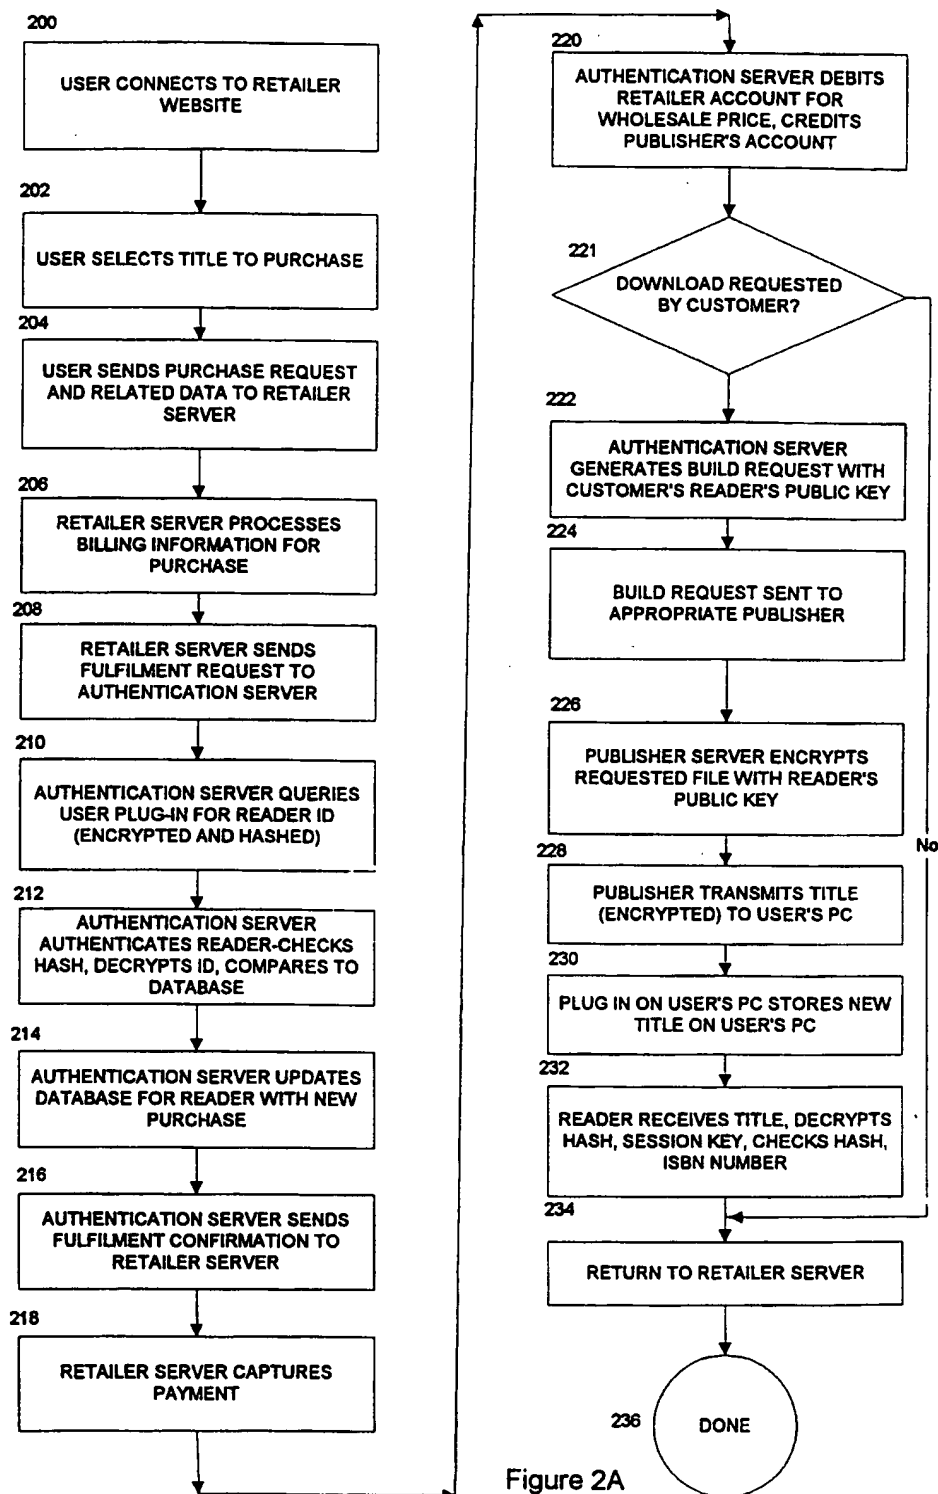 200
USER CONNECTS TO RETAILER
WEBSITE
202
USER SELECTS TITLE TO PURCHASE
204
USER SENDS PURCHASE REQUEST
AND RELATED DATA TO RETAILER
SERVER
206
RETAILER SERVER PROCESSES
BILLING INFORMATION FOR
PURCHASE
208
RETAILER SERVER SENDS
FULFILMENT REQUEST TO
AUTHENTICATION SERVER
210
AUTHENTICATION SERVER QUERIES
USER PLUG-IN FOR READER ID
(ENCRYPTED AND HASHED)
212
AUTHENTICATION SERVER
AUTHENTICATES READER-CHECKS
HASH, DECRYPTS ID, COMPARES TO
DATABASE
214
AUTHENTICATION SERVER UPDATES
DATABASE FOR READER WITH NEW
PURCHASE
216
AUTHENTICATION SERVER SENDS
FULFILMENT CONFIRMATION TO
RETAILER SERVER
218
RETAILER SERVER CAPTURES
PAYMENT
220
AUTHENTICATION SERVER DEBITS
RETAILER ACCOUNT FOR
WHOLESALE PRICE, CREDITS
PUBLISHER'S ACCOUNT
221
DOWNLOAD REQUESTED
BY CUSTOMER?
222
AUTHENTICATION SERVER
GENERATES BUILD REQUEST WITH
CUSTOMER'S READER'S PUBLIC KEY
224
BUILD REQUEST SENT TO
APPROPRIATE PUBLISHER
226
PUBLISHER SERVER ENCRYPTS
REQUESTED FILE WITH READER'S
PUBLIC KEY
No
228
PUBLISHER TRANSMITS TITLE
(ENCRYPTED) TO USER'S PC
230
PLUG IN ON USER'S PC STORES NEW
TITLE ON USER'S PC
232
READER RECEIVES TITLE, DECRYPTS
HASH, SESSION KEY, CHECKS HASH,
ISBN NUMBER
234
RETURN TO RETAILER SERVER
236
DONE
Figure 2A